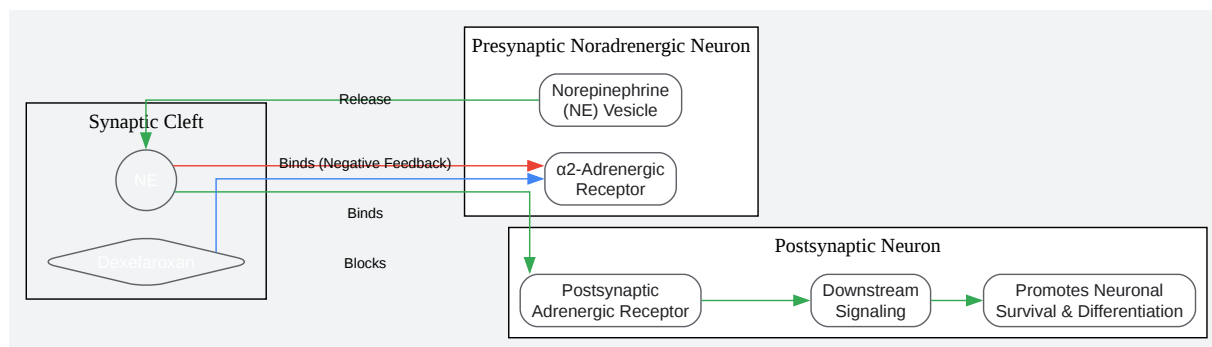 Presynaptic Noradrenergic Neuron
Norepinephrine
(NE) Vesicle
Release
Synaptic Cleft
NE
Binds (Negative Feedback)
α2-Adrenergic
Receptor
Binds
Dexefaroxan
Blocks
Postsynaptic Neuron
Postsynaptic
Adrenergic Receptor
Downstream
Signaling
Promotes Neuronal
Survival & Differentiation